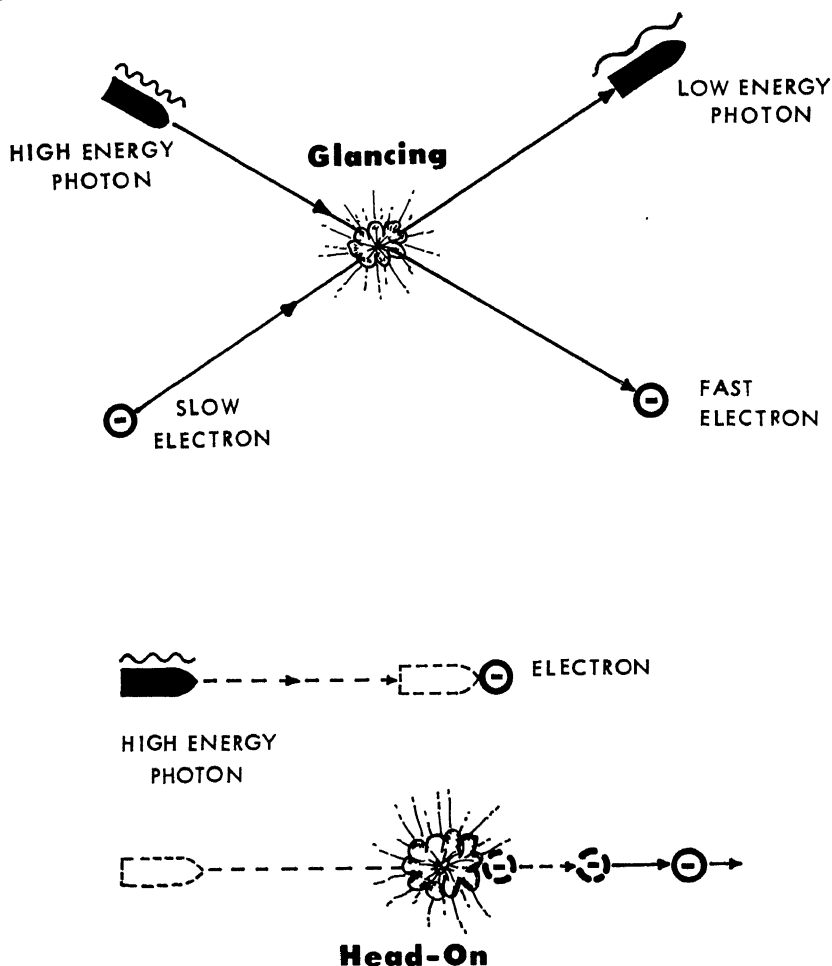 HIGH ENERGY
PHOTON
Glancing
LOW ENERGY
PHOTON
SLOW
ELECTRON
FAST
ELECTRON
ELECTRON
HIGH ENERGY
PHOTON
Head-On